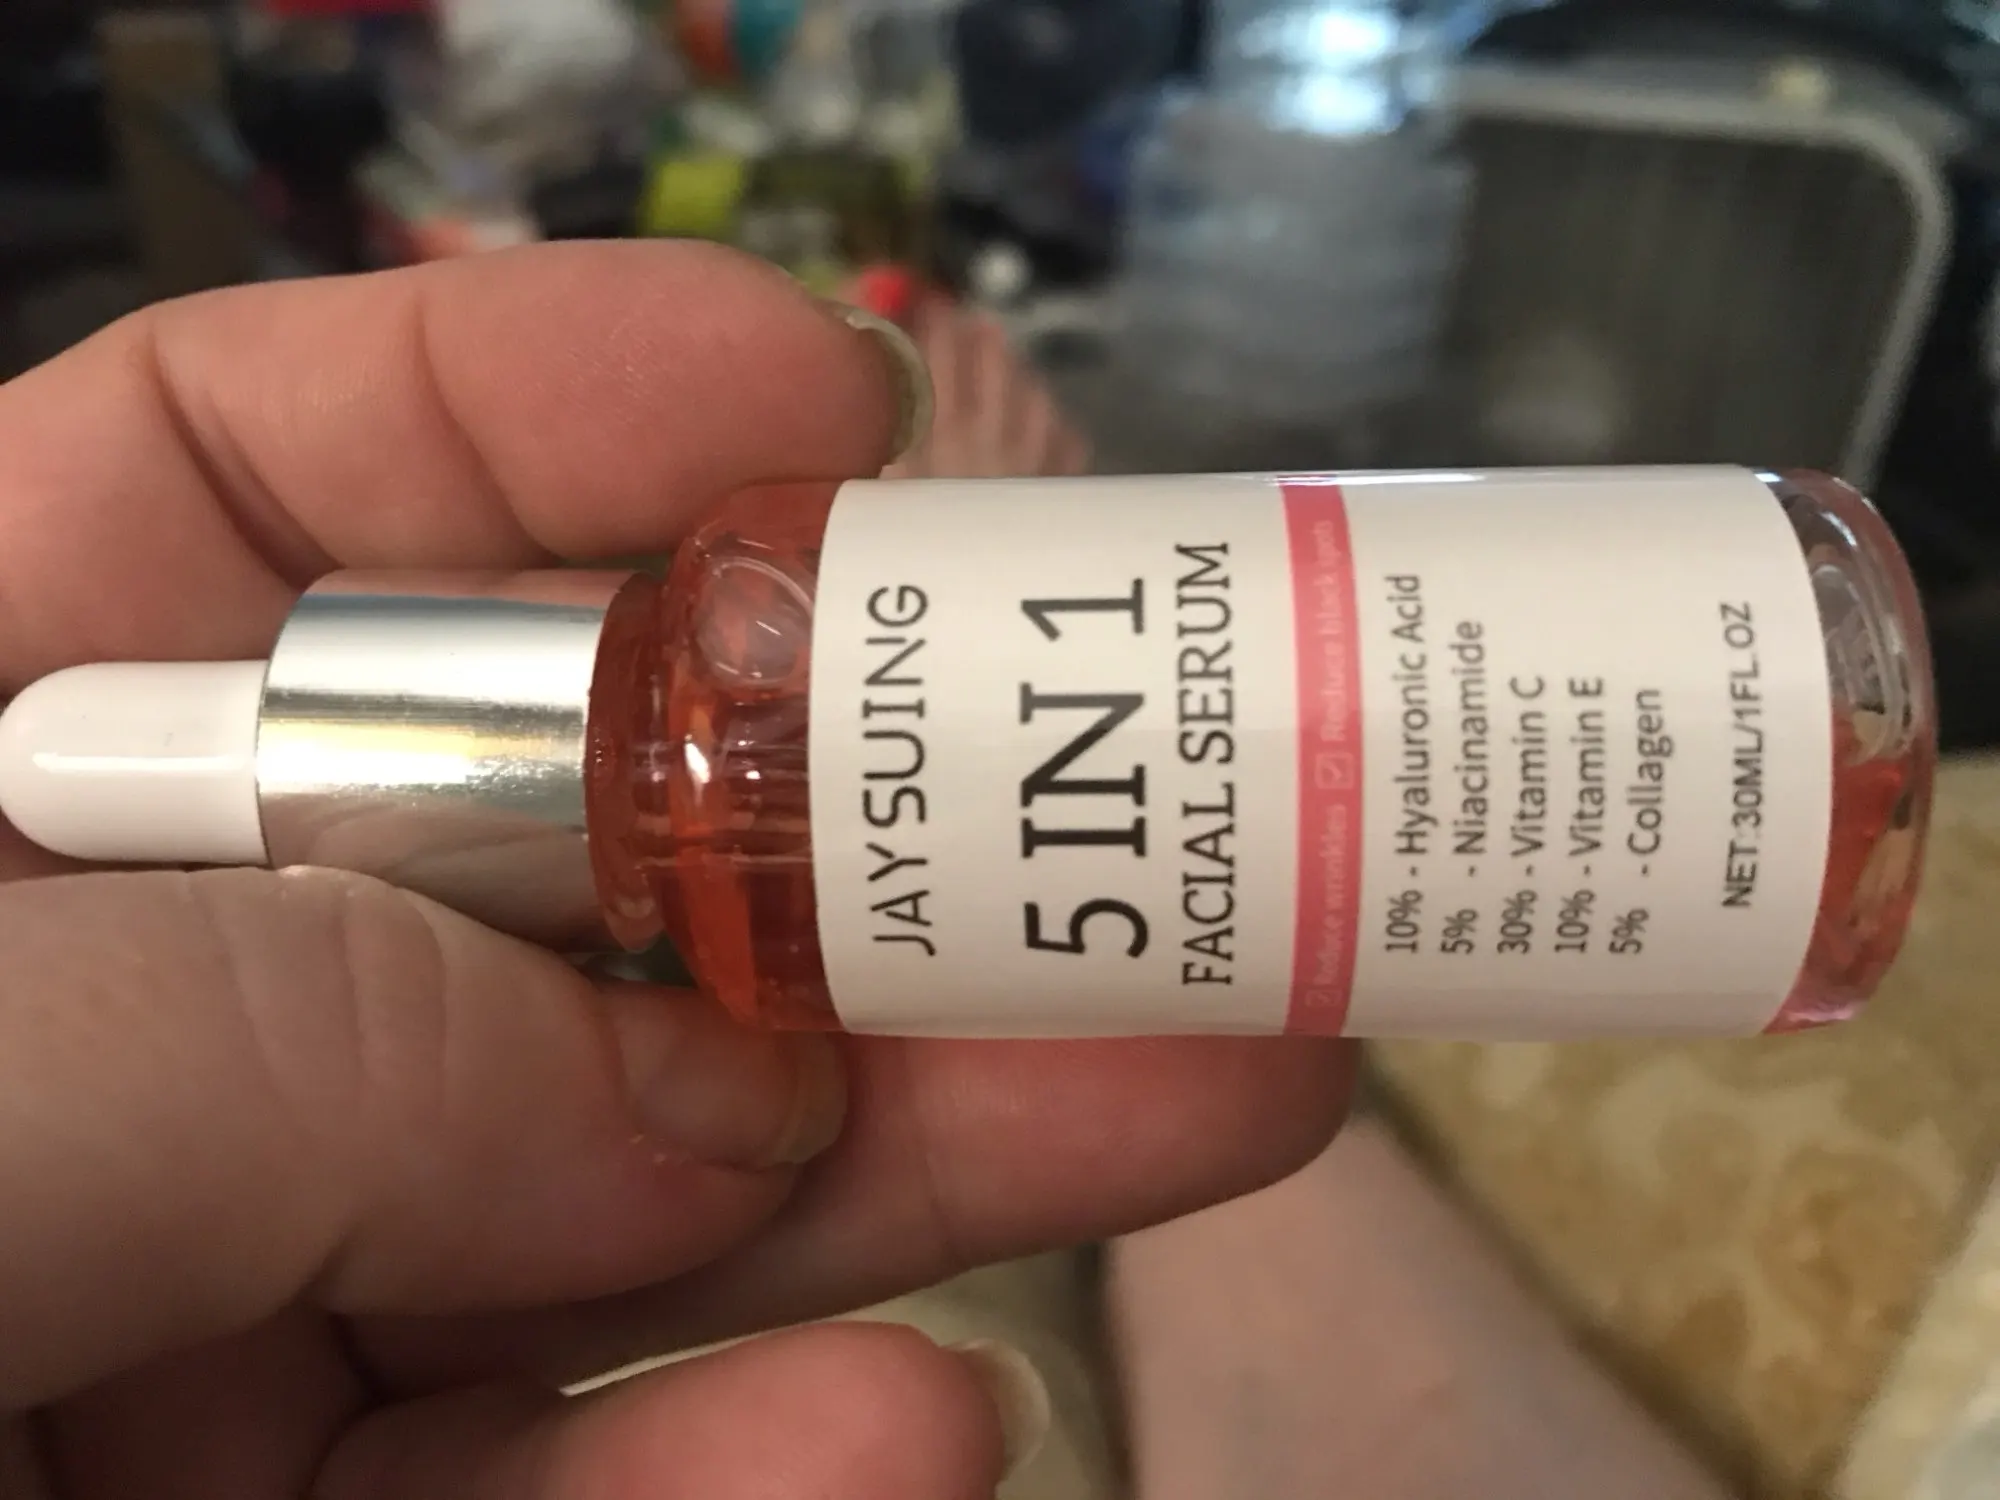 JAYSUING
5 IN 1
FACIAL SERUM
☑ Reduce wrinkles ☑ Reduce black spots
10% - Hyaluronic Acid
5% - Niacinamide
30% - Vitamin C
10% - Vitamin E
5% - Collagen
NET:30ML/1FL.OZ